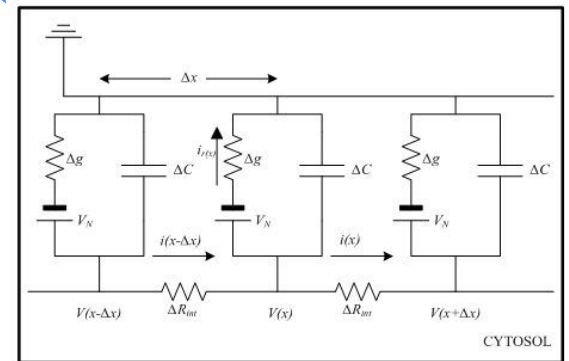 Δx
Δg
ΔC
i_r(x)
Δg
ΔC
Δg
ΔC
V_N
V_N
V_N
i(x-Δx)
i(x)
V(x-Δx)
ΔR_int
V(x)
ΔR_int
V(x+Δx)
CYTOSOL